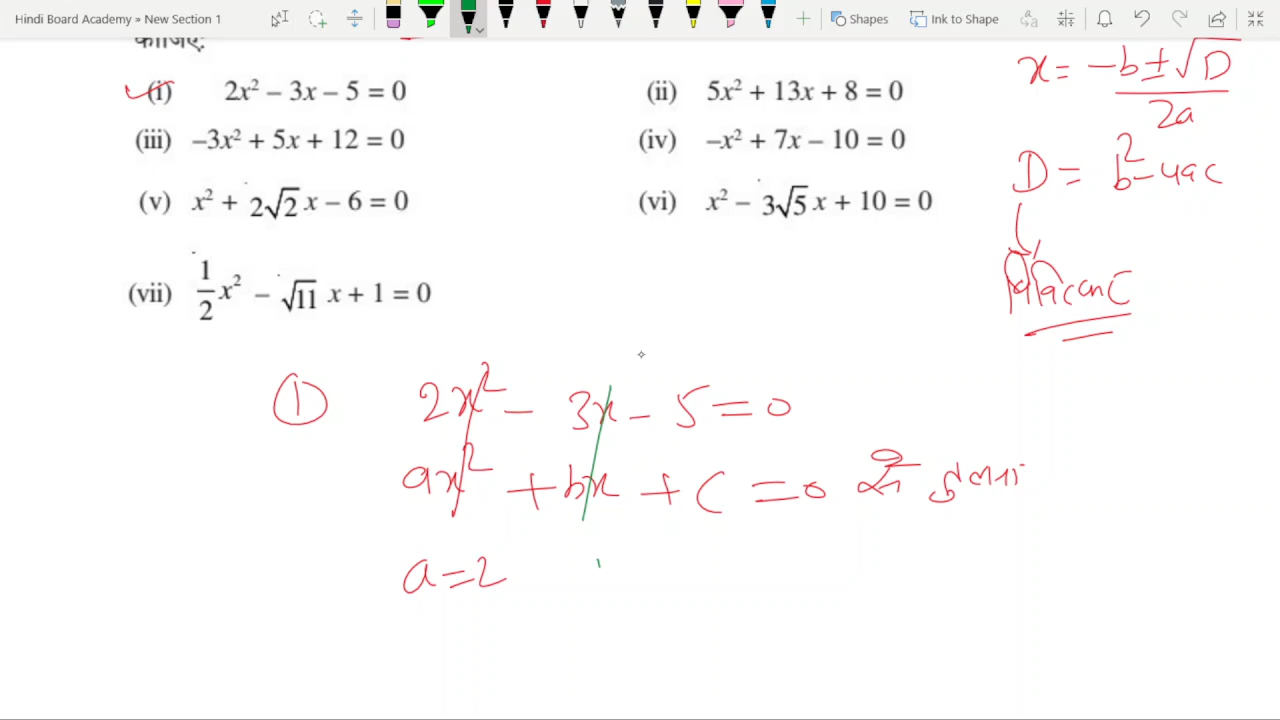 Hindi Board Academy » New Section 1
Shapes
Ink to Shape
कीजिए:
(i) 2x² – 3x – 5 = 0
(ii) 5x² + 13x + 8 = 0
(iii) –3x² + 5x + 12 = 0
(iv) –x² + 7x – 10 = 0
(v) x² + 2√2 x – 6 = 0
(vi) x² – 3√5 x + 10 = 0
(vii) 1/2 x² – √11 x + 1 = 0
x = –b ± √D / 2a
D = b² – 4ac
① 2x² – 3x – 5 = 0
ax² + bx + c = 0 से तुलना
a = 2